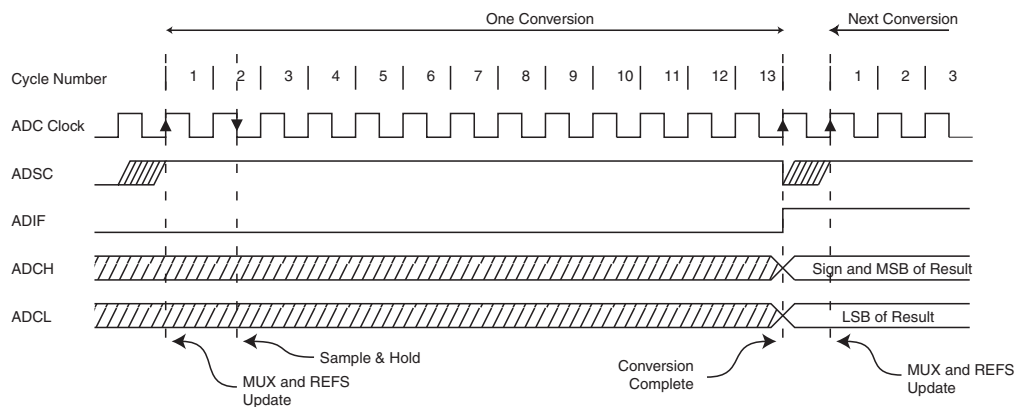 One Conversion
Next Conversion
Cycle Number
1 2 3 4 5 6 7 8 9 10 11 12 13 1 2 3
ADC Clock
ADSC
ADIF
ADCH
Sign and MSB of Result
ADCL
LSB of Result
Sample & Hold
MUX and REFS
Update
Conversion
Complete
MUX and REFS
Update